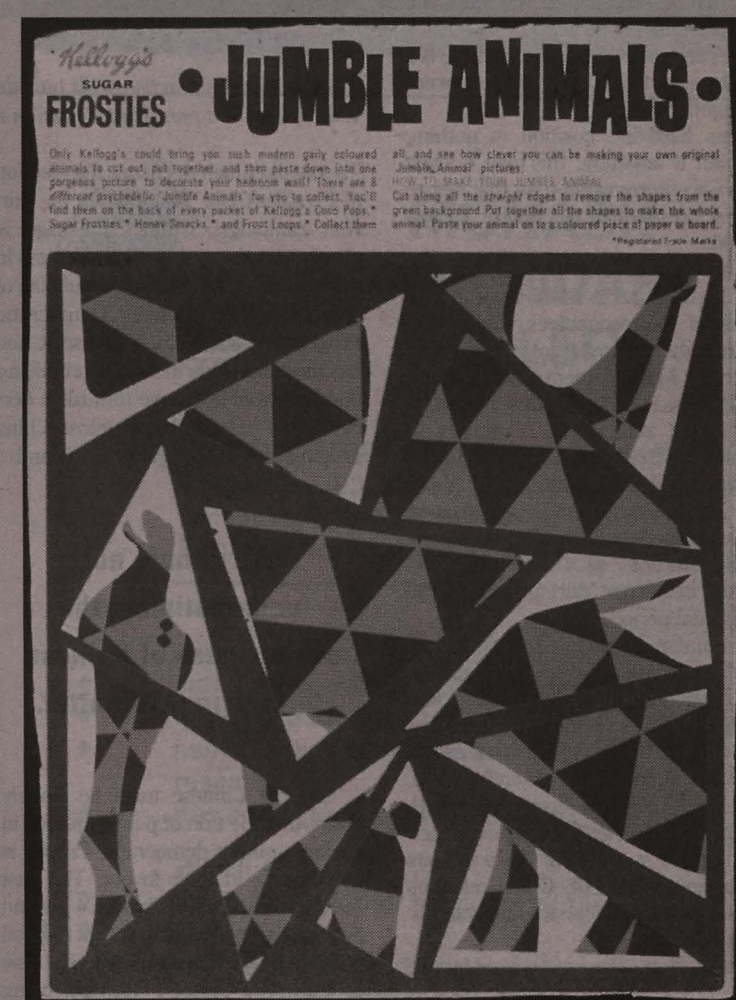 Kellogg's
SUGAR
FROSTIES
• JUMBLE ANIMALS •
Only Kellogg's could bring you such modern gaily coloured
animals to cut out, put together, and then paste down into one
gorgeous picture to decorate your bedroom wall! There are 8
different psychedelic 'Jumble Animals' for you to collect. You'll
find them on the back of every packet of Kellogg's Coco Pops,*
Sugar Frosties,* Honey Smacks,* and Froot Loops.* Collect them
all, and see how clever you can be making your own original
'Jumble Animal' pictures.
HOW TO MAKE YOUR JUMBLE ANIMAL
Cut along all the straight edges to remove the shapes from the
green background. Put together all the shapes to make the whole
animal. Paste your animal on to a coloured piece of paper or board.
*Registered Trade Marks